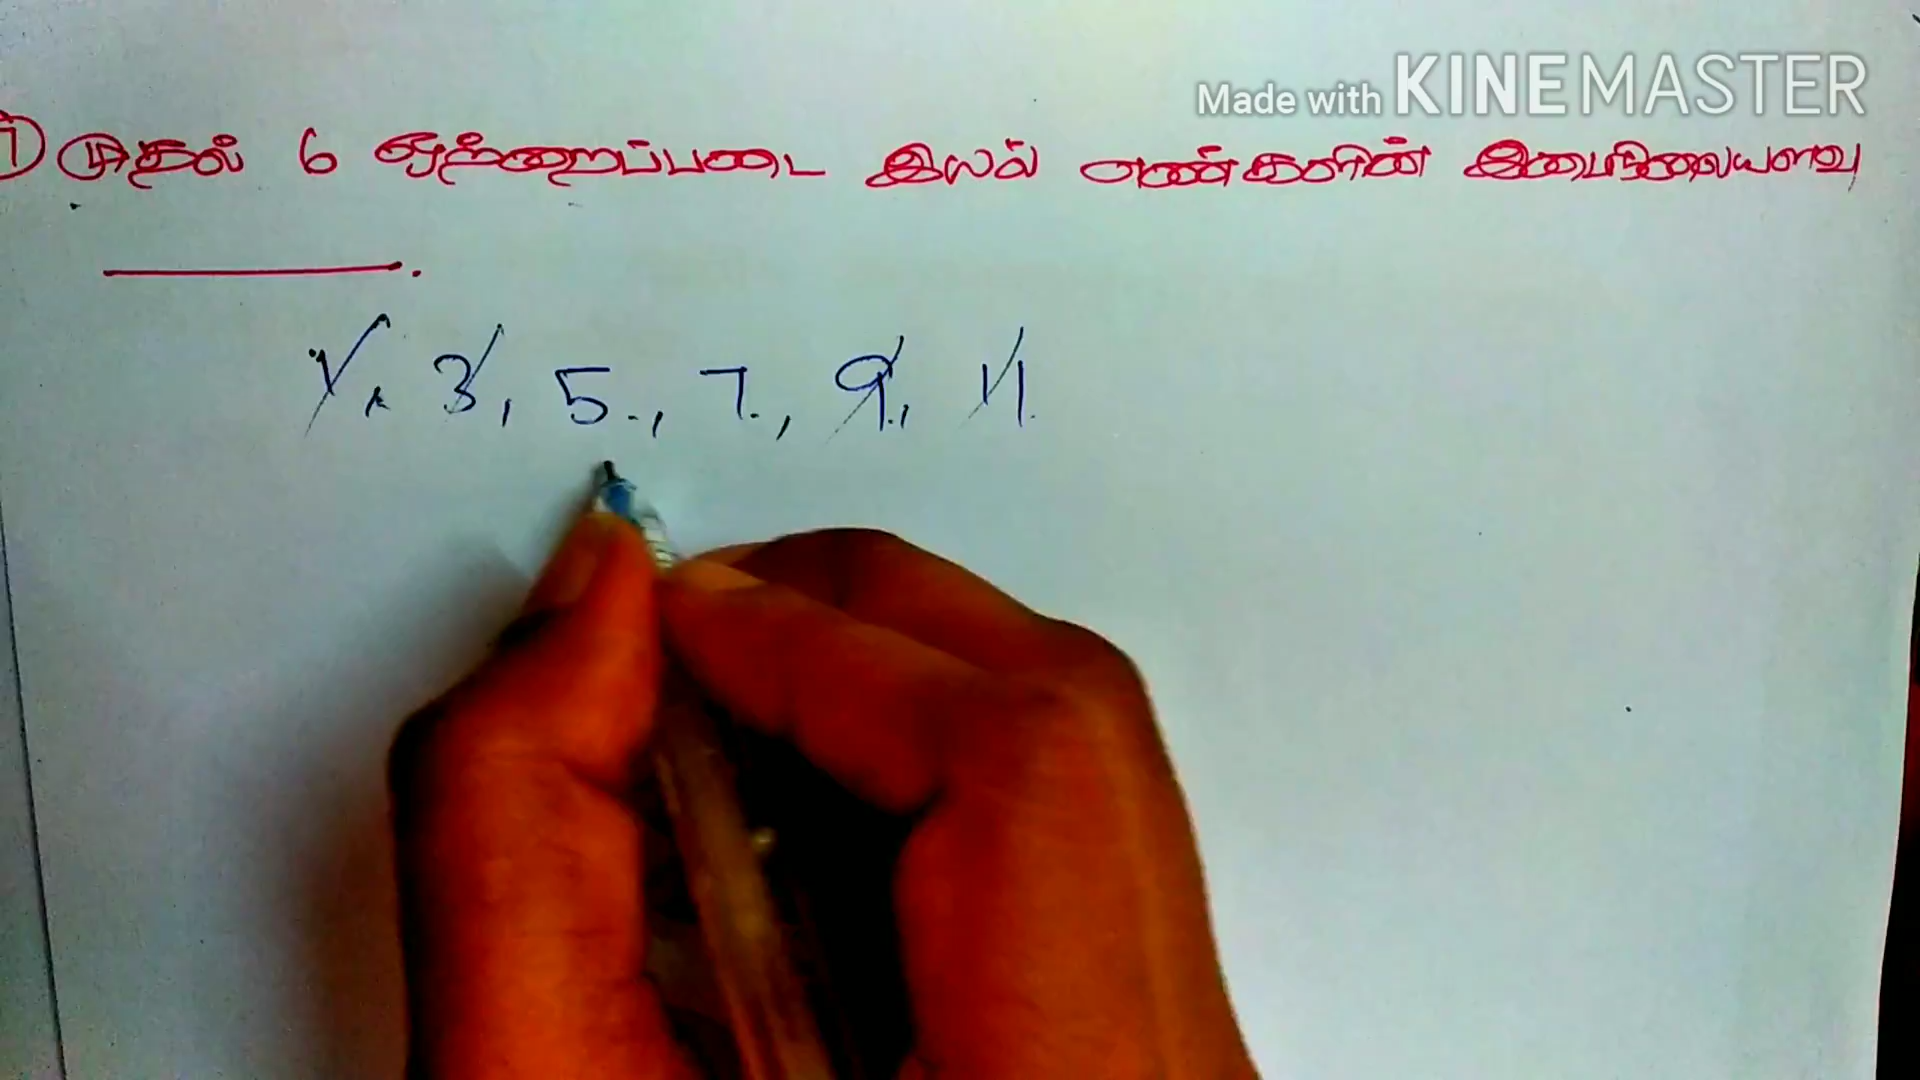 Made with KINEMASTER
1) முதல் 6 ஒற்றைப்படை இயல் எண்களின் இடைநிலையளவு
________.
1, 3, 5, 7, 9, 11